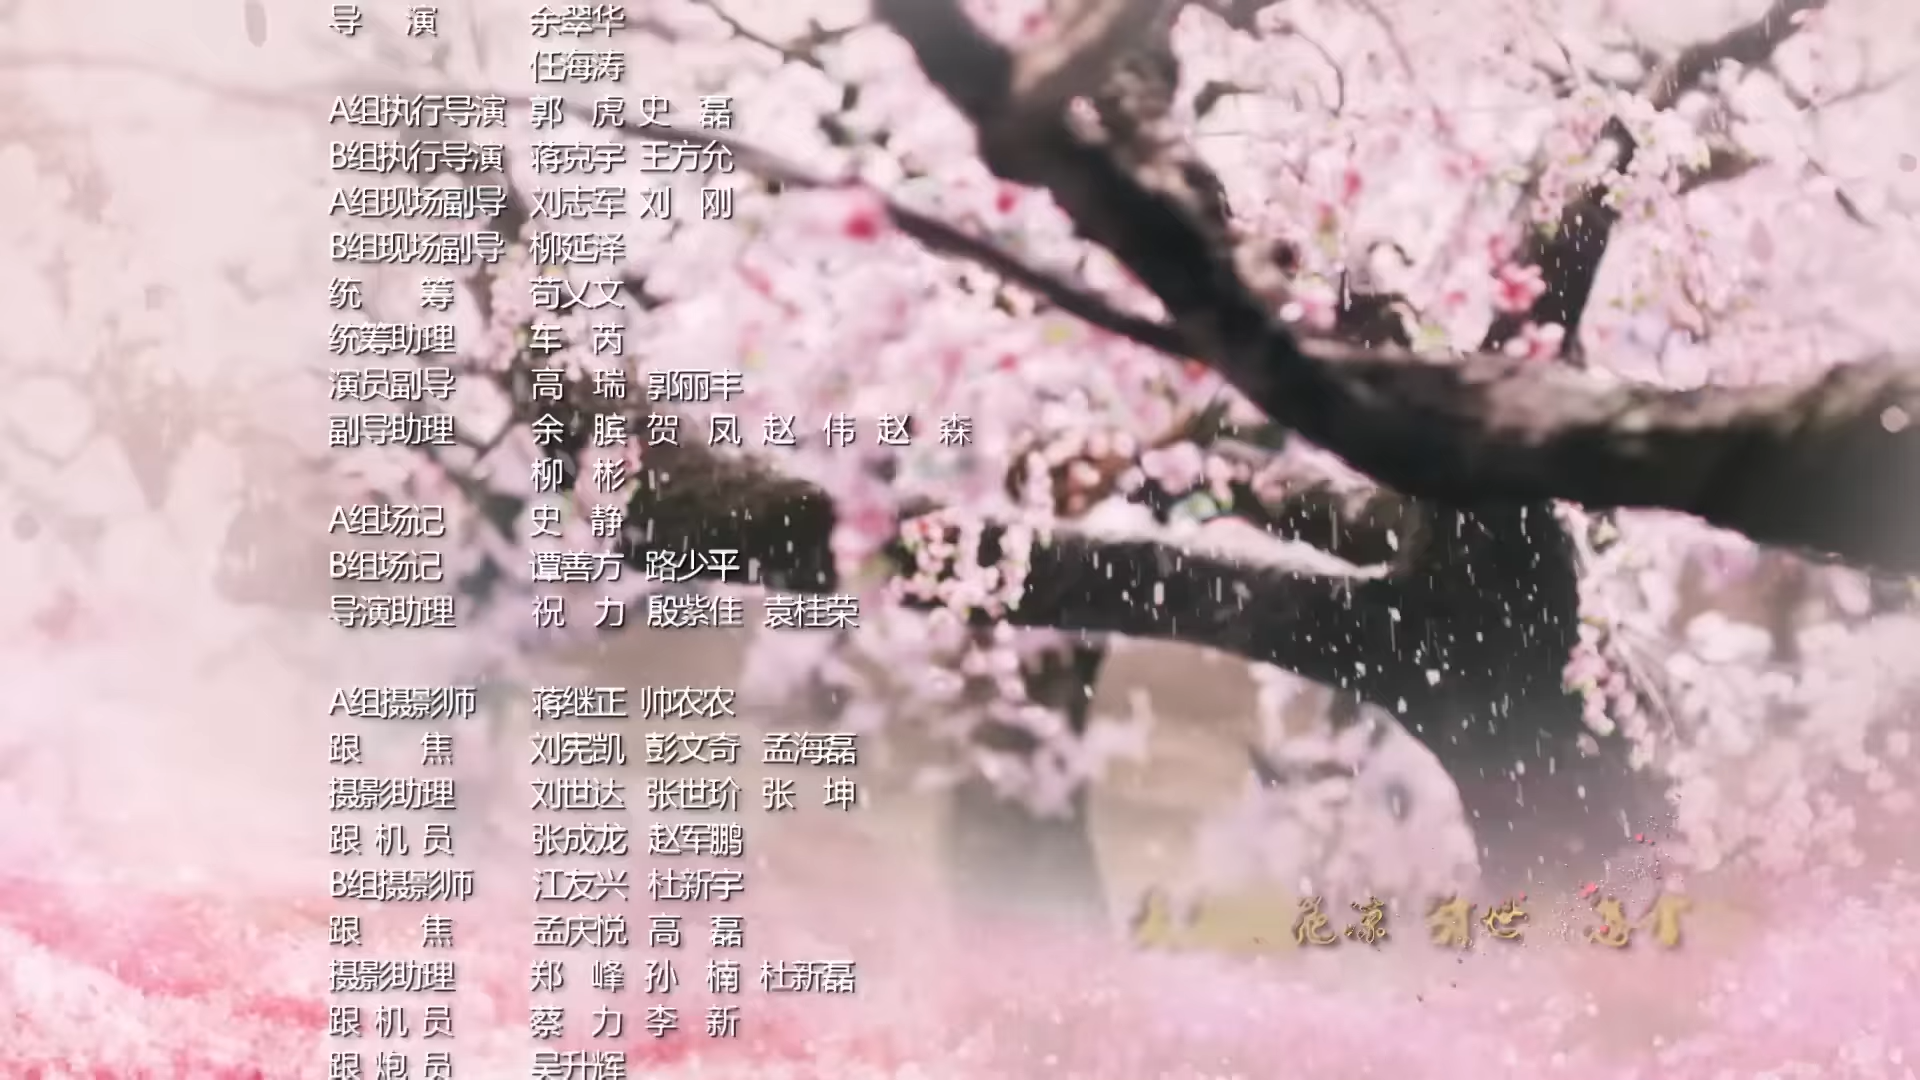 导 演 余翠华
任海涛
A组执行导演 郭 虎 史 磊
B组执行导演 蒋克宇 王方允
A组现场副导 刘志军 刘 刚
B组现场副导 柳延泽
统 筹 苟乂文
统筹助理 车 芮
演员副导 高 瑞 郭丽丰
副导助理 余 膑 贺 凤 赵 伟 赵 森
柳 彬
A组场记 史 静
B组场记 谭善方 路少平
导演助理 祝 力 殷紫佳 袁桂荣
A组摄影师 蒋继正 帅农农
跟 焦 刘宪凯 彭文奇 孟海磊
摄影助理 刘世达 张世玠 张 坤
跟 机 员 张成龙 赵军鹏
B组摄影师 江友兴 杜新宇
跟 焦 孟庆悦 高 磊
摄影助理 郑 峰 孙 楠 杜新磊
跟 机 员 蔡 力 李 新
跟 炮 员 吴升辉
花凉
世